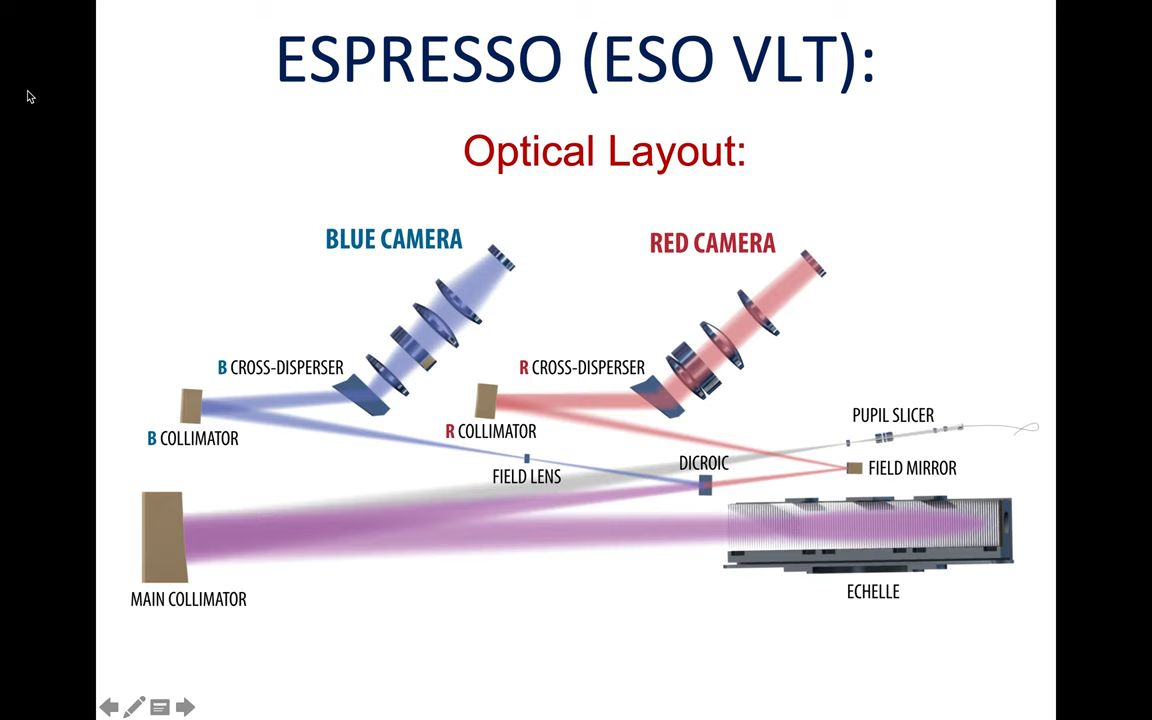 ESPRESSO (ESO VLT):
Optical Layout:
BLUE CAMERA
RED CAMERA
B CROSS-DISPERSER
R CROSS-DISPERSER
PUPIL SLICER
B COLLIMATOR
R COLLIMATOR
FIELD LENS
DICROIC
FIELD MIRROR
MAIN COLLIMATOR
ECHELLE